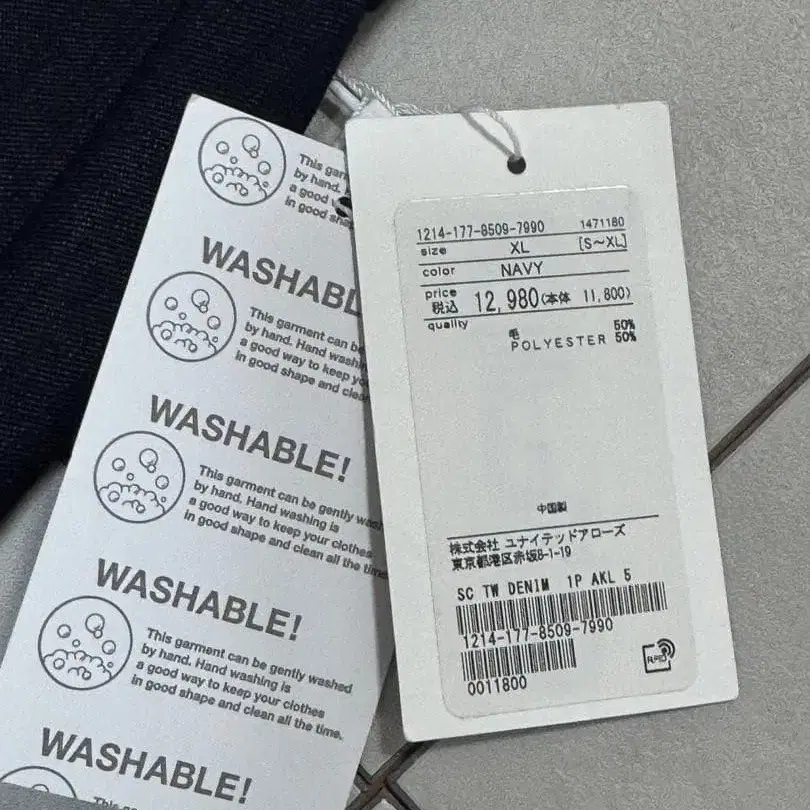 This
by hand.
a good
in good
WASHABL
This garment can be
by hand. Hand
a good way to keep
in good shape and
WASHABLE!
This garment can be gently
by hand. Hand washing is
a good way to keep your clothes
in good shape and clean all the time
WASHABLE!
This garment can be gently washed
by hand. Hand washing is
a good way to keep your clothes
in good shape and clean all the time.
WASHABLE!
1214-177-8509-7990 1471180
size XL [S~XL]
color NAVY
price
税込 12,980(本体 11,800)
quality
毛 50%
POLYESTER 50%
中国製
株式会社 ユナイテッドアローズ
東京都港区赤坂8-1-19
SC TW DENIM 1P AKL 5
1214-177-8509-7990
0011800
RFID